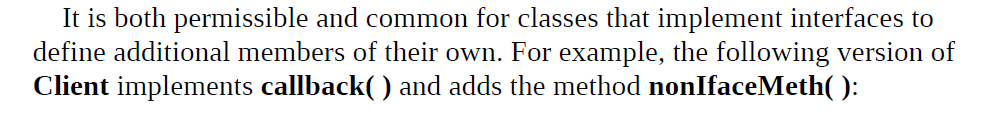 It is both permissible and common for classes that implement interfaces to
define additional members of their own. For example, the following version of
Client implements callback( ) and adds the method nonIfaceMeth( ):